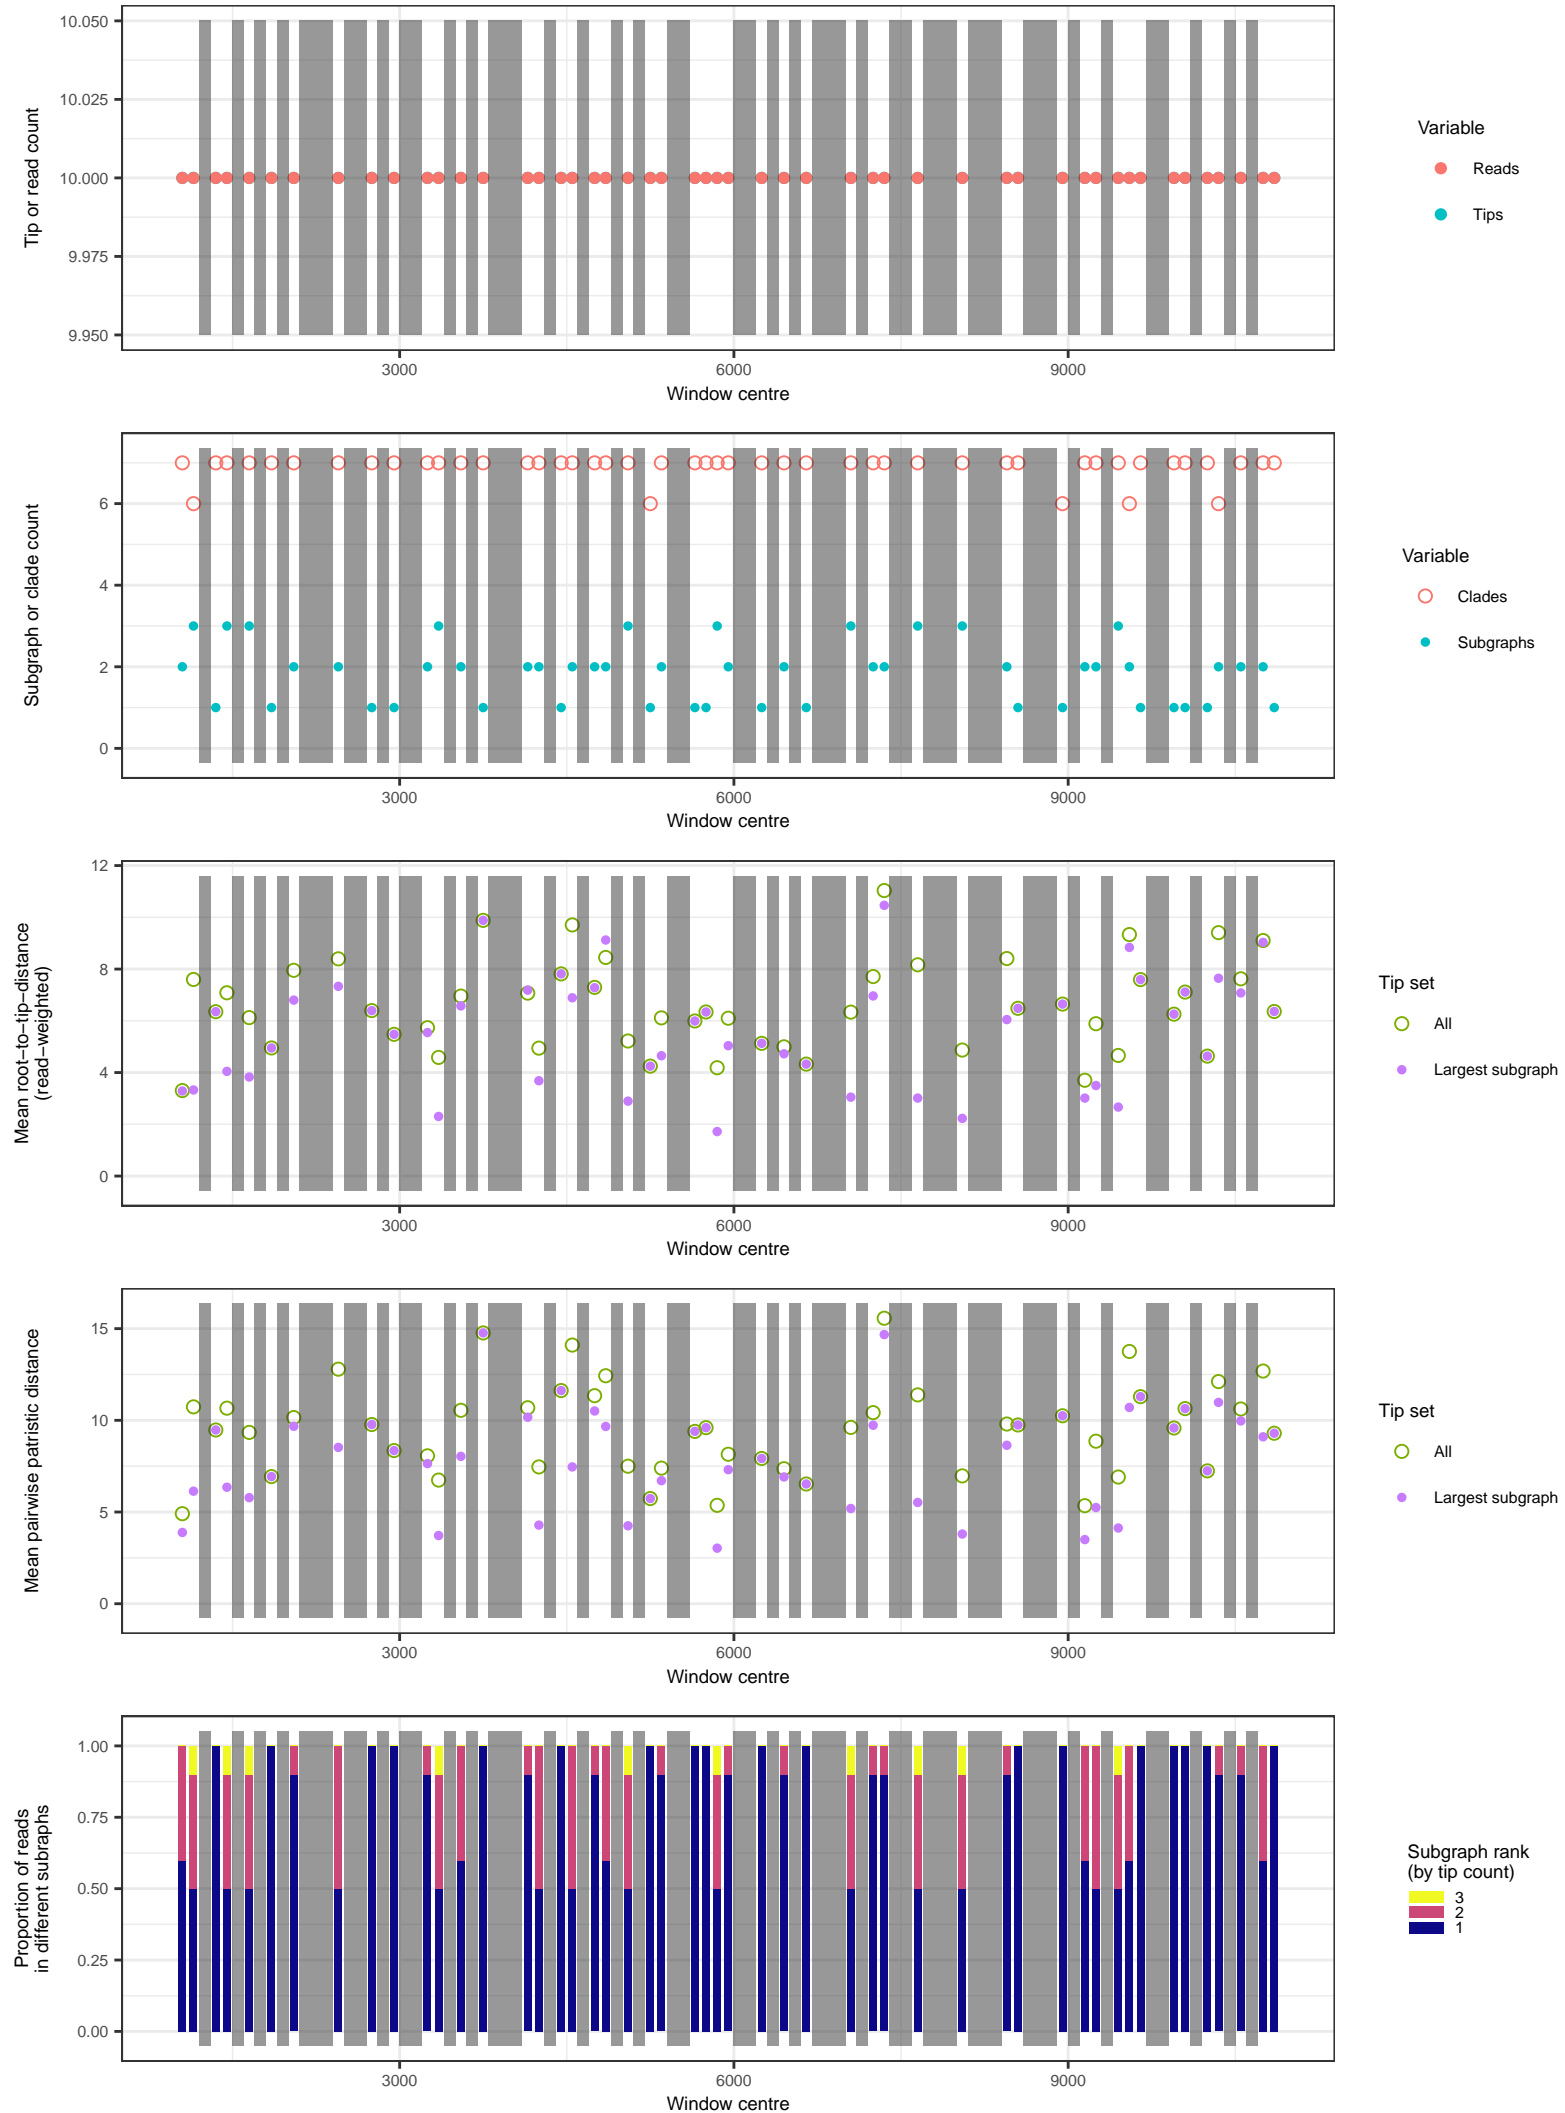 10.050
10.025
10.000
9.975
9.950
Tip or read count
3000 6000 9000
Window centre
Variable
Reads
Tips
6
4
2
0
Subgraph or clade count
3000 6000 9000
Window centre
Variable
Clades
Subgraphs
12
8
4
0
Mean root−to−tip−distance
(read−weighted)
3000 6000 9000
Window centre
Tip set
All
Largest subgraph
15
10
5
0
Mean pairwise patristic distance
3000 6000 9000
Window centre
Tip set
All
Largest subgraph
1.00
0.75
0.50
0.25
0.00
Proportion of reads
in different subraphs
3000 6000 9000
Window centre
Subgraph rank
(by tip count)
3
2
1